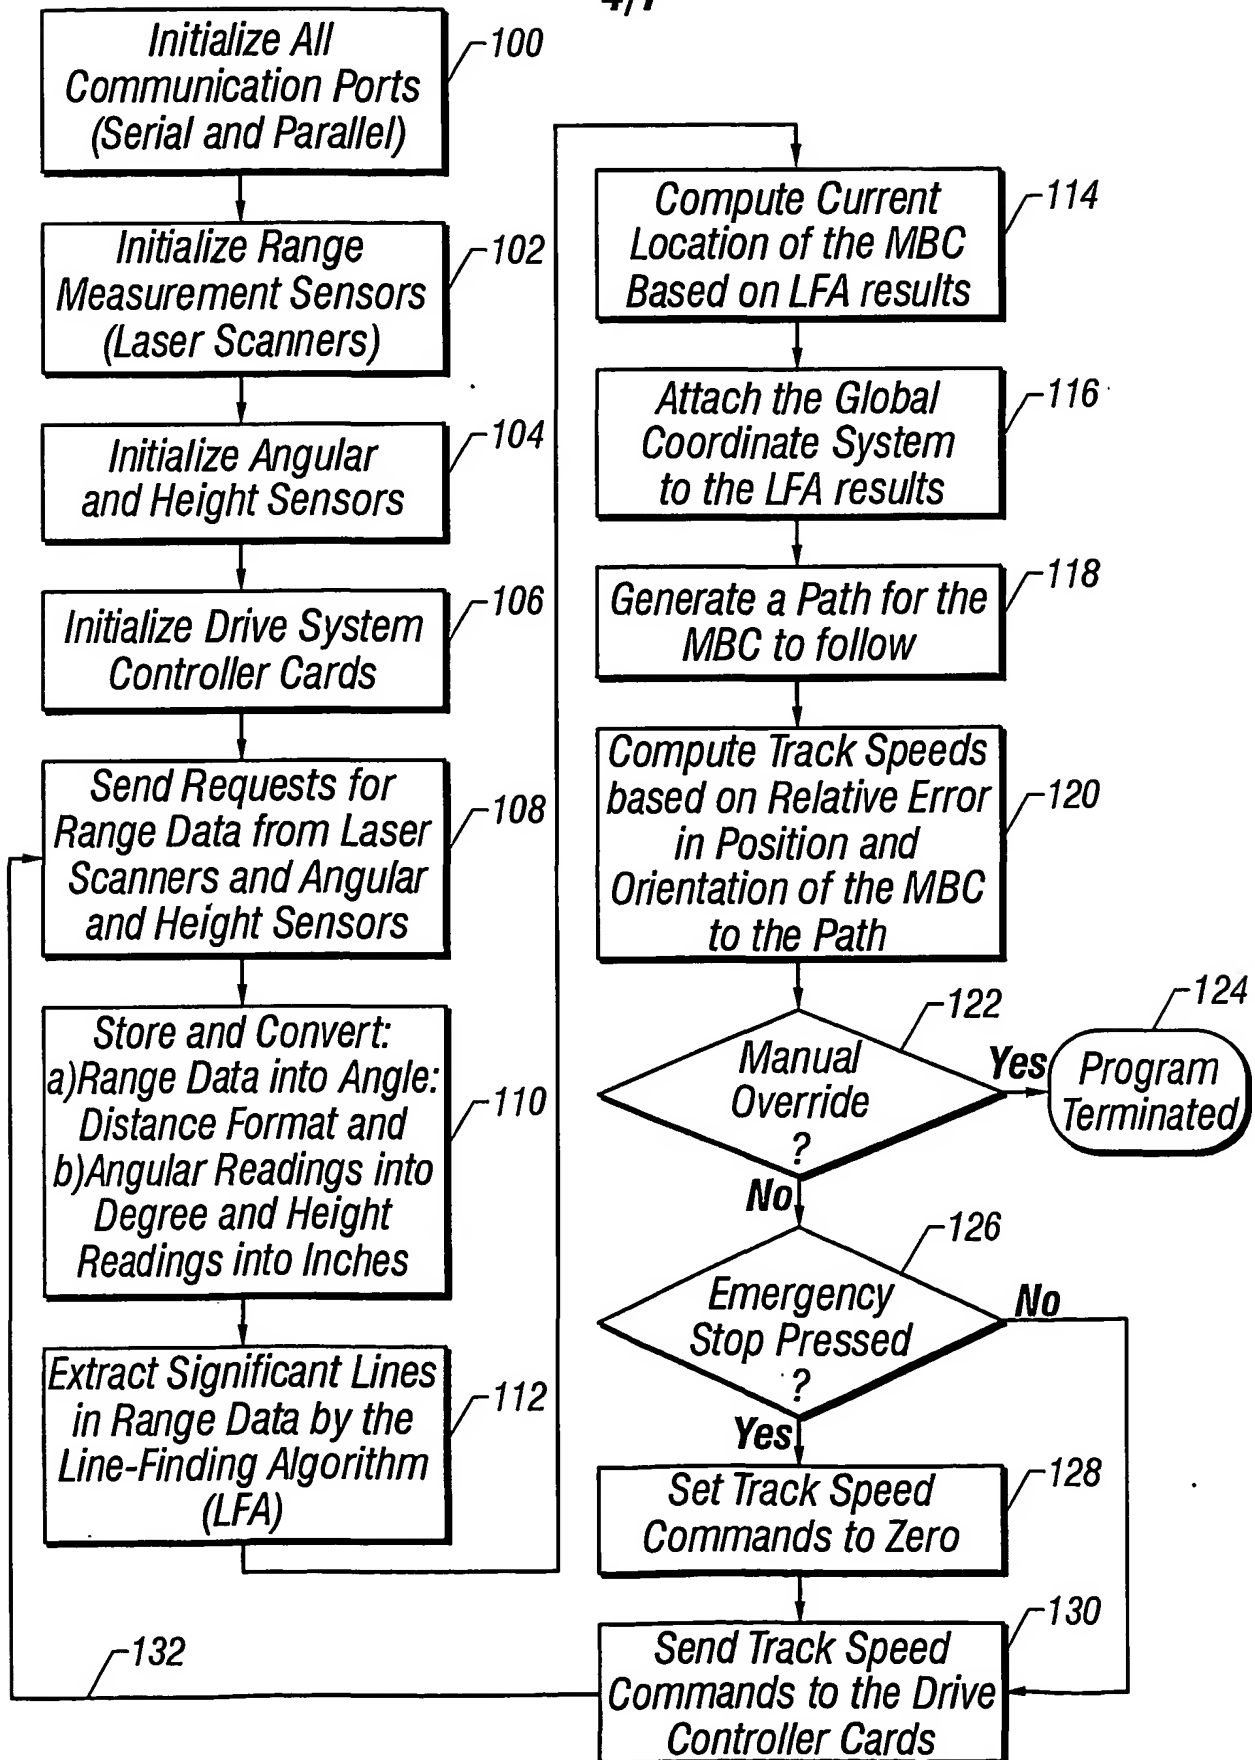 4/7
Initialize All
Communication Ports
(Serial and Parallel)
100
Initialize Range
Measurement Sensors
(Laser Scanners)
102
Initialize Angular
and Height Sensors
104
Initialize Drive System
Controller Cards
106
Send Requests for
Range Data from Laser
Scanners and Angular
and Height Sensors
108
Store and Convert:
a)Range Data into Angle:
Distance Format and
b)Angular Readings into
Degree and Height
Readings into Inches
110
Extract Significant Lines
in Range Data by the
Line-Finding Algorithm
(LFA)
112
Compute Current
Location of the MBC
Based on LFA results
114
Attach the Global
Coordinate System
to the LFA results
116
Generate a Path for the
MBC to follow
118
Compute Track Speeds
based on Relative Error
in Position and
Orientation of the MBC
to the Path
120
Manual
Override
?
122
Yes
Program
Terminated
124
No
Emergency
Stop Pressed
?
126
No
Yes
Set Track Speed
Commands to Zero
128
Send Track Speed
Commands to the Drive
Controller Cards
130
132